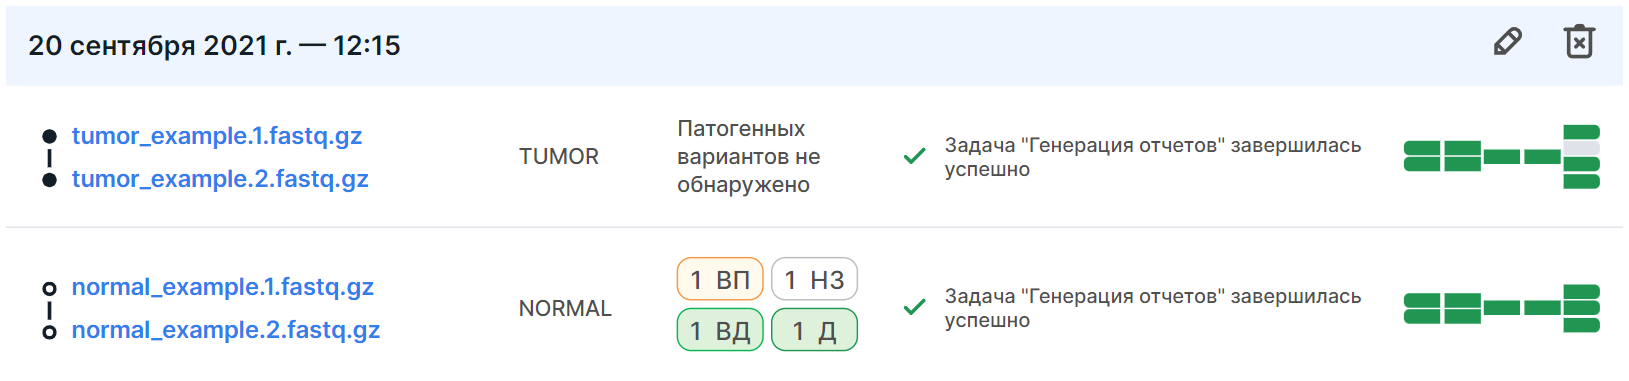 20 сентября 2021 г. — 12:15
tumor_example.1.fastq.gz
tumor_example.2.fastq.gz
TUMOR
Патогенных
вариантов не
обнаружено
Задача "Генерация отчетов" завершилась
успешно
normal_example.1.fastq.gz
normal_example.2.fastq.gz
NORMAL
1 ВП 1 НЗ
1 ВД 1 Д
Задача "Генерация отчетов" завершилась
успешно